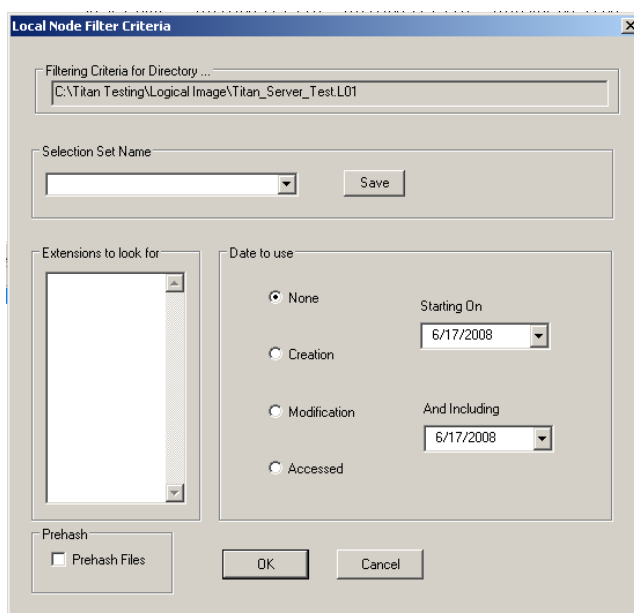 Local Node Filter Criteria
Filtering Criteria for Directory ...
C:\Titan Testing\Logical Image\Titan_Server_Test.L01
Selection Set Name
Save
Extensions to look for
Date to use
None
Starting On
6/17/2008
Creation
Modification
And Including
6/17/2008
Accessed
Prehash
Prehash Files
OK
Cancel